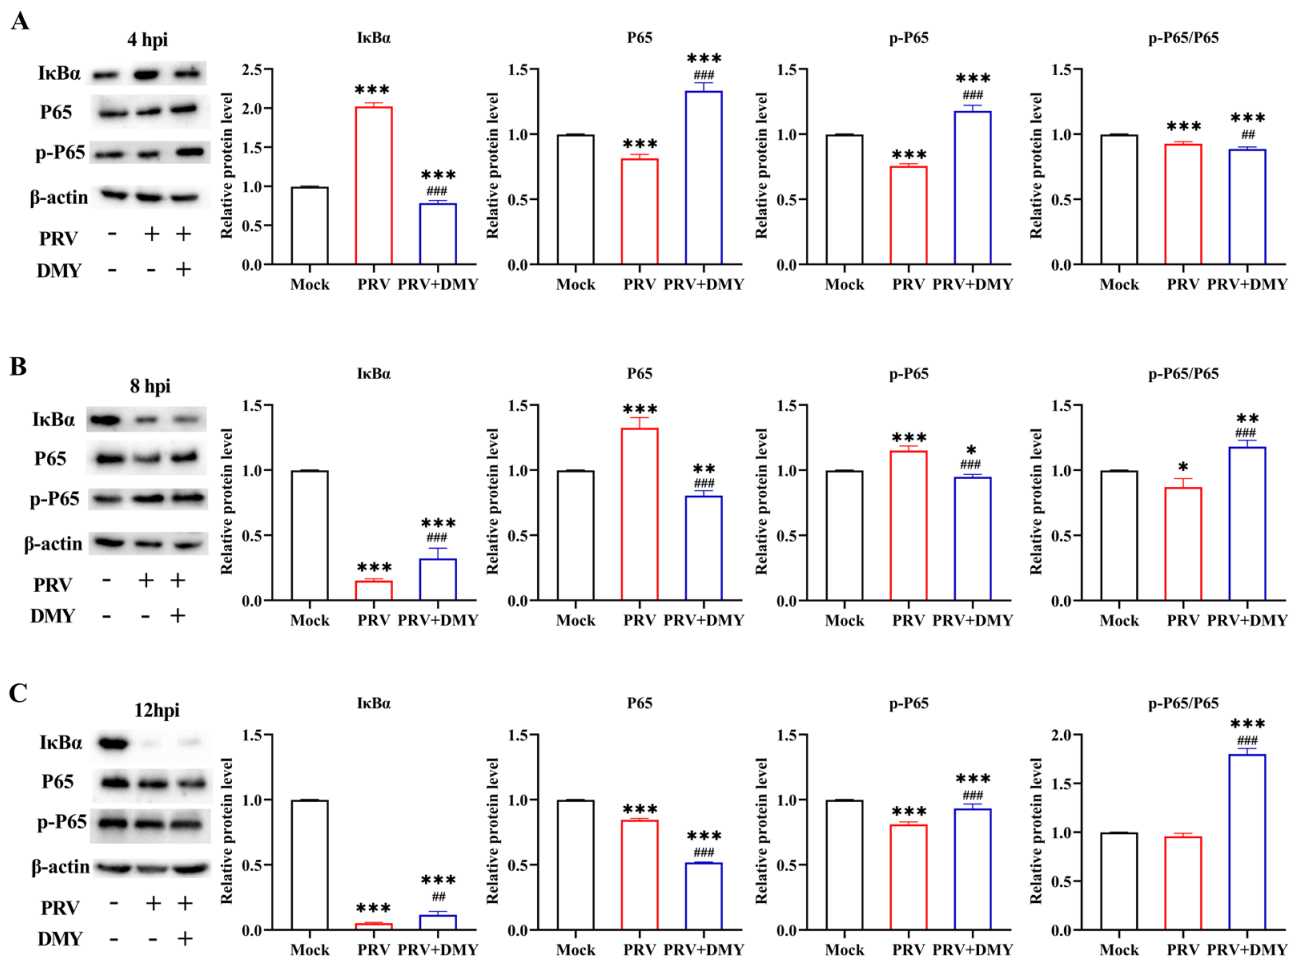 A
4 hpi
IκBα
P65
p-P65
β-actin
PRV - + +
DMY - - +
IκBα
Relative protein level
2.5
2.0
1.5
1.0
0.5
0.0
***
***
###
Mock PRV PRV+DMY
P65
Relative protein level
1.5
1.0
0.5
0.0
***
***
###
Mock PRV PRV+DMY
p-P65
Relative protein level
1.5
1.0
0.5
0.0
***
***
###
Mock PRV PRV+DMY
p-P65/P65
Relative protein level
1.5
1.0
0.5
0.0
***
***
##
Mock PRV PRV+DMY
B
8 hpi
IκBα
P65
p-P65
β-actin
PRV - + +
DMY - - +
IκBα
Relative protein level
1.5
1.0
0.5
0.0
***
***
###
Mock PRV PRV+DMY
P65
Relative protein level
1.5
1.0
0.5
0.0
***
**
###
Mock PRV PRV+DMY
p-P65
Relative protein level
1.5
1.0
0.5
0.0
***
*
###
Mock PRV PRV+DMY
p-P65/P65
Relative protein level
1.5
1.0
0.5
0.0
*
**
###
Mock PRV PRV+DMY
C
12hpi
IκBα
P65
p-P65
β-actin
PRV - + +
DMY - - +
IκBα
Relative protein level
1.5
1.0
0.5
0.0
***
***
##
Mock PRV PRV+DMY
P65
Relative protein level
1.5
1.0
0.5
0.0
***
***
###
Mock PRV PRV+DMY
p-P65
Relative protein level
1.5
1.0
0.5
0.0
***
***
###
Mock PRV PRV+DMY
p-P65/P65
Relative protein level
2.0
1.5
1.0
0.5
0.0
***
###
Mock PRV PRV+DMY